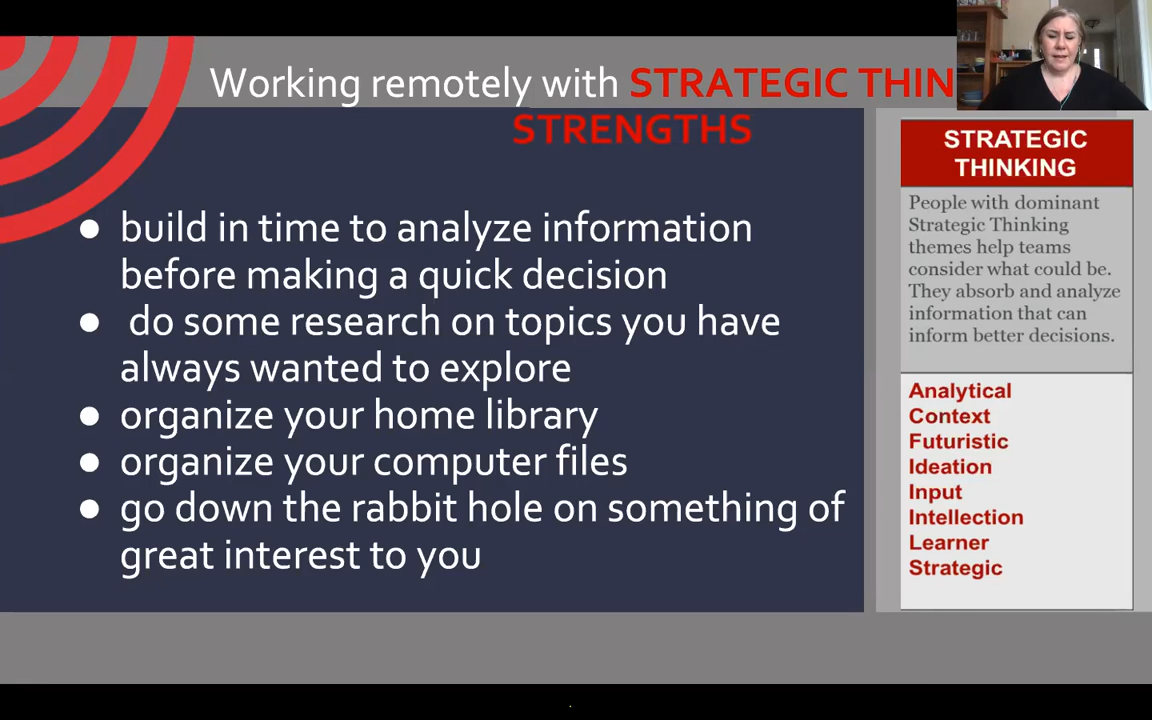 Working remotely with STRATEGIC THIN
STRENGTHS
● build in time to analyze information
before making a quick decision
● do some research on topics you have
always wanted to explore
● organize your home library
● organize your computer files
● go down the rabbit hole on something of
great interest to you
STRATEGIC
THINKING
People with dominant
Strategic Thinking
themes help teams
consider what could be.
They absorb and analyze
information that can
inform better decisions.
Analytical
Context
Futuristic
Ideation
Input
Intellection
Learner
Strategic